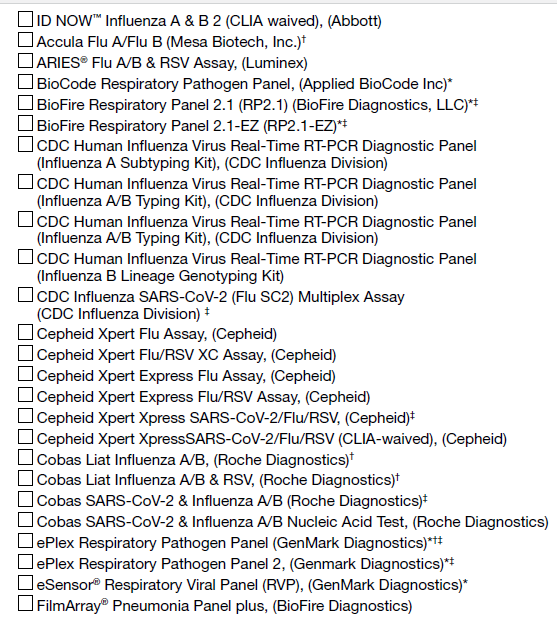 ID NOW™ Influenza A & B 2 (CLIA waived), (Abbott)
Accula Flu A/Flu B (Mesa Biotech, Inc.)†
ARIES® Flu A/B & RSV Assay, (Luminex)
BioCode Respiratory Pathogen Panel, (Applied BioCode Inc)*
BioFire Respiratory Panel 2.1 (RP2.1) (BioFire Diagnostics, LLC)*‡
BioFire Respiratory Panel 2.1-EZ (RP2.1-EZ)*‡
CDC Human Influenza Virus Real-Time RT-PCR Diagnostic Panel
(Influenza A Subtyping Kit), (CDC Influenza Division)
CDC Human Influenza Virus Real-Time RT-PCR Diagnostic Panel
(Influenza A/B Typing Kit), (CDC Influenza Division)
CDC Human Influenza Virus Real-Time RT-PCR Diagnostic Panel
(Influenza A/B Typing Kit), (CDC Influenza Division)
CDC Human Influenza Virus Real-Time RT-PCR Diagnostic Panel
(Influenza B Lineage Genotyping Kit)
CDC Influenza SARS-CoV-2 (Flu SC2) Multiplex Assay
(CDC Influenza Division) ‡
Cepheid Xpert Flu Assay, (Cepheid)
Cepheid Xpert Flu/RSV XC Assay, (Cepheid)
Cepheid Xpert Express Flu Assay, (Cepheid)
Cepheid Xpert Express Flu/RSV Assay, (Cepheid)
Cepheid Xpert Xpress SARS-CoV-2/Flu/RSV, (Cepheid)‡
Cepheid Xpert XpressSARS-CoV-2/Flu/RSV (CLIA-waived), (Cepheid)
Cobas Liat Influenza A/B, (Roche Diagnostics)†
Cobas Liat Influenza A/B & RSV, (Roche Diagnostics)†
Cobas SARS-CoV-2 & Influenza A/B (Roche Diagnostics)‡
Cobas SARS-CoV-2 & Influenza A/B Nucleic Acid Test, (Roche Diagnostics)
ePlex Respiratory Pathogen Panel (GenMark Diagnostics)*†‡
ePlex Respiratory Pathogen Panel 2, (Genmark Diagnostics)*‡
eSensor® Respiratory Viral Panel (RVP), (GenMark Diagnostics)*
FilmArray® Pneumonia Panel plus, (BioFire Diagnostics)